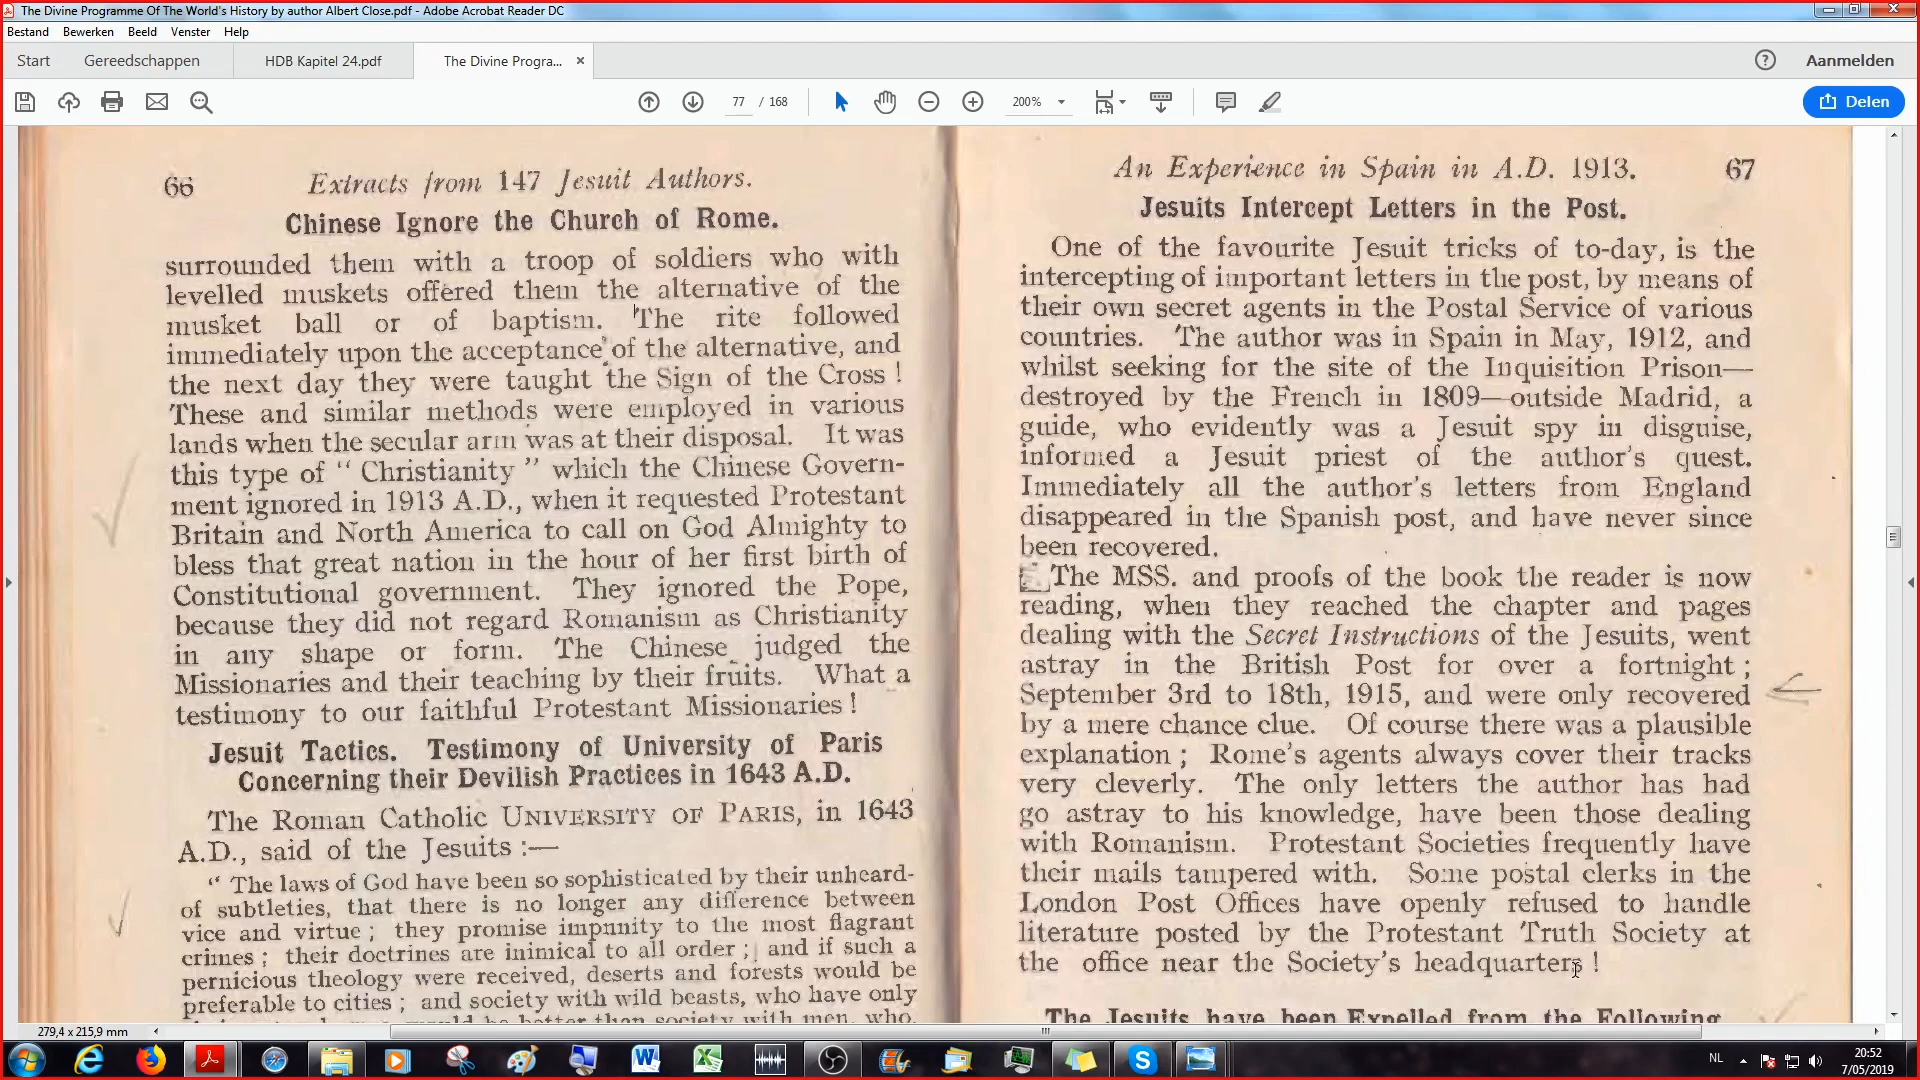 The Divine Programme Of The World's History by author Albert Close.pdf - Adobe Acrobat Reader DC
Bestand Bewerken Beeld Venster Help
Start Gereedschappen HDB Kapitel 24.pdf The Divine Progra... × Aanmelden
77 / 168 200% Delen
66 Extracts from 147 Jesuit Authors.
Chinese Ignore the Church of Rome.
surrounded them with a troop of soldiers who with
levelled muskets offered them the alternative of the
musket ball or of baptism. The rite followed
immediately upon the acceptance of the alternative, and
the next day they were taught the Sign of the Cross !
These and similar methods were employed in various
lands when the secular arm was at their disposal. It was
this type of “ Christianity ” which the Chinese Govern-
ment ignored in 1913 A.D., when it requested Protestant
Britain and North America to call on God Almighty to
bless that great nation in the hour of her first birth of
Constitutional government. They ignored the Pope,
because they did not regard Romanism as Christianity
in any shape or form. The Chinese judged the
Missionaries and their teaching by their fruits. What a
testimony to our faithful Protestant Missionaries !
Jesuit Tactics. Testimony of University of Paris
Concerning their Devilish Practices in 1643 A.D.
The Roman Catholic UNIVERSITY OF PARIS, in 1643
A.D., said of the Jesuits :—
“ The laws of God have been so sophisticated by their unheard-
of subtleties, that there is no longer any difference between
vice and virtue ; they promise impunity to the most flagrant
crimes ; their doctrines are inimical to all order ; and if such a
pernicious theology were received, deserts and forests would be
preferable to cities ; and society with wild beasts, who have only
better than society with men, who,
An Experience in Spain in A.D. 1913. 67
Jesuits Intercept Letters in the Post.
One of the favourite Jesuit tricks of to-day, is the
intercepting of important letters in the post, by means of
their own secret agents in the Postal Service of various
countries. The author was in Spain in May, 1912, and
whilst seeking for the site of the Inquisition Prison—
destroyed by the French in 1809—outside Madrid, a
guide, who evidently was a Jesuit spy in disguise,
informed a Jesuit priest of the author's quest.
Immediately all the author's letters from England
disappeared in the Spanish post, and have never since
been recovered.
The MSS. and proofs of the book the reader is now
reading, when they reached the chapter and pages
dealing with the Secret Instructions of the Jesuits, went
astray in the British Post for over a fortnight ;
September 3rd to 18th, 1915, and were only recovered
by a mere chance clue. Of course there was a plausible
explanation ; Rome's agents always cover their tracks
very cleverly. The only letters the author has had
go astray to his knowledge, have been those dealing
with Romanism. Protestant Societies frequently have
their mails tampered with. Some postal clerks in the
London Post Offices have openly refused to handle
literature posted by the Protestant Truth Society at
the office near the Society's headquarters !
The Jesuits have been Expelled from the Following
279,4 x 215,9 mm
NL 20:52
7/05/2019